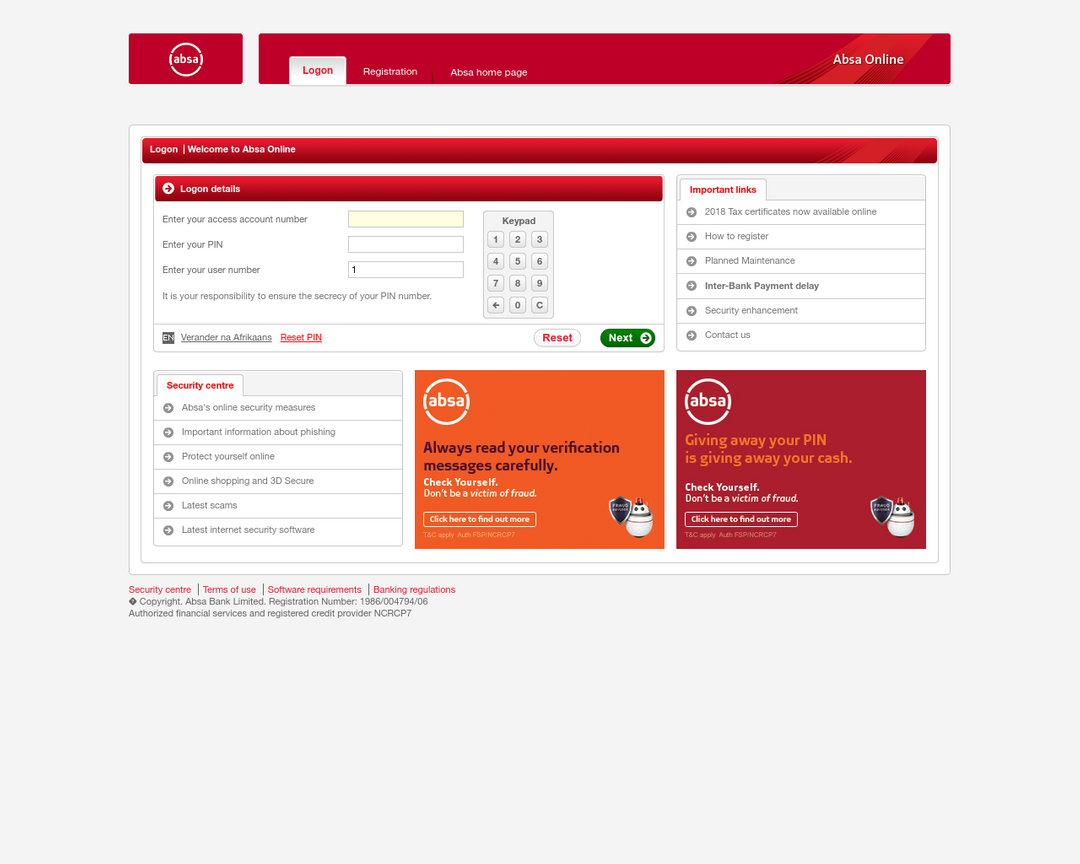 absa
Logon
Registration
Absa home page
Absa Online
Logon | Welcome to Absa Online
Logon details
Enter your access account number
Enter your PIN
Enter your user number
1
It is your responsibility to ensure the secrecy of your PIN number.
Keypad
1 2 3
4 5 6
7 8 9
0 C
EN
Verander na Afrikaans
Reset PIN
Reset
Next
Important links
2018 Tax certificates now available online
How to register
Planned Maintenance
Inter-Bank Payment delay
Security enhancement
Contact us
Security centre
Absa's online security measures
Important information about phishing
Protect yourself online
Online shopping and 3D Secure
Latest scams
Latest internet security software
absa
Always read your verification
messages carefully.
Check Yourself.
Don't be a victim of fraud.
Click here to find out more
T&C apply Auth FSP/NCRCP7
absa
Giving away your PIN
is giving away your cash.
Check Yourself.
Don't be a victim of fraud.
Click here to find out more
T&C apply Auth FSP/NCRCP7
Security centre | Terms of use | Software requirements | Banking regulations
� Copyright. Absa Bank Limited. Registration Number: 1986/004794/06
Authorized financial services and registered credit provider NCRCP7